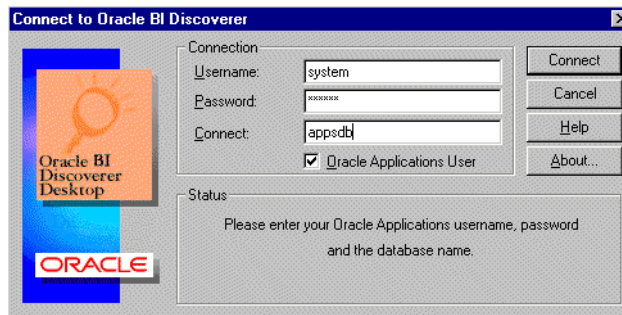 Connect to Oracle BI Discoverer
Connection
Username: system
Password: ××××××
Connect: appsdb
Oracle Applications User
Connect
Cancel
Help
About...
Oracle BI
Discoverer
Desktop
ORACLE
Status
Please enter your Oracle Applications username, password
and the database name.